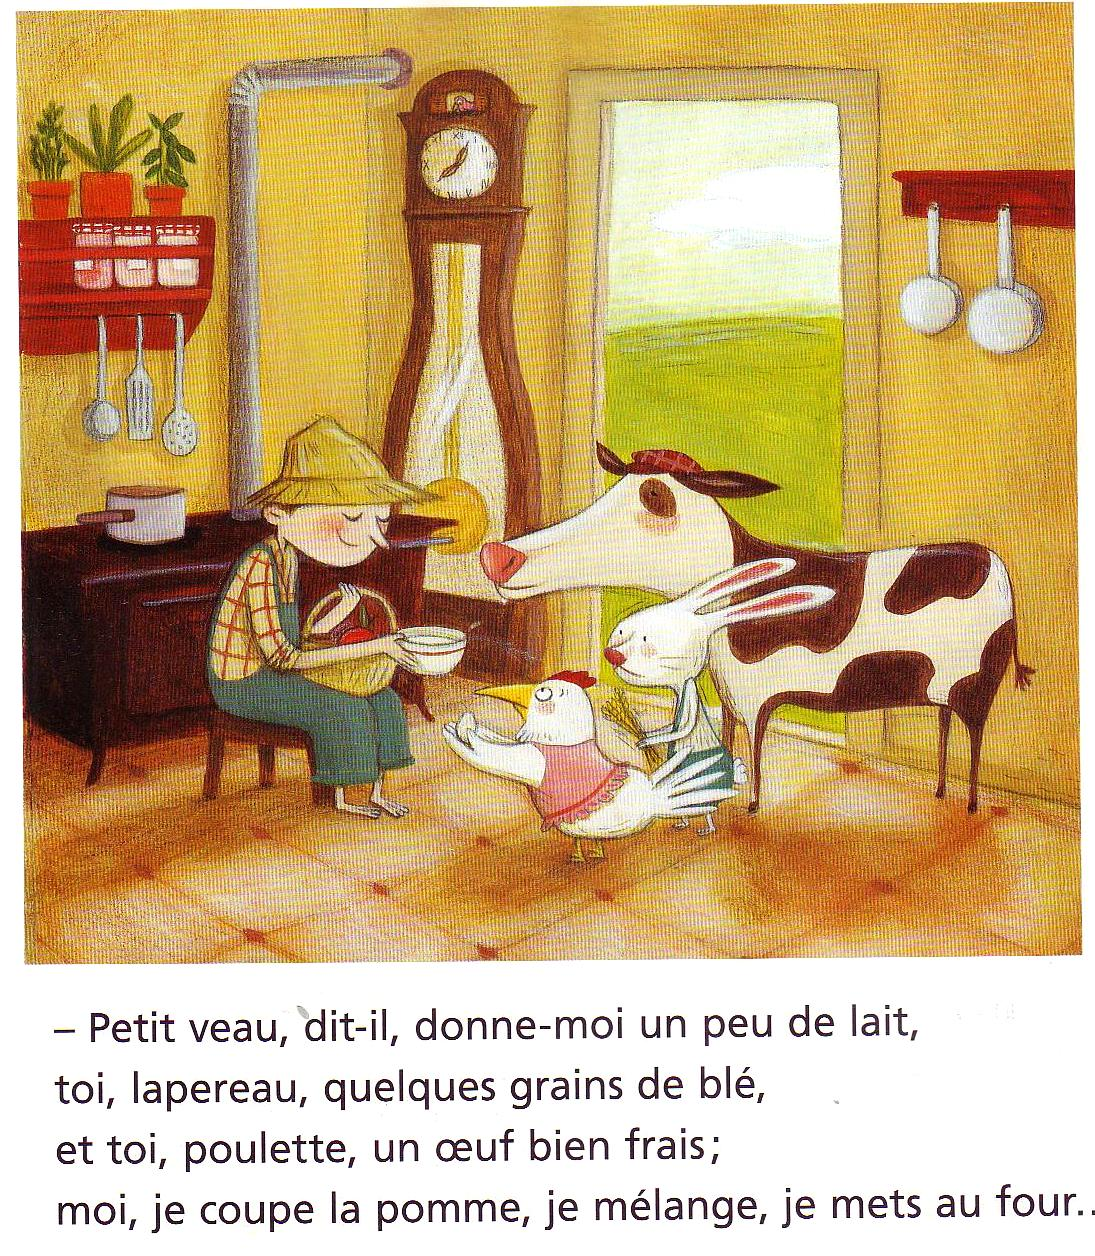 – Petit veau, dit-il, donne-moi un peu de lait,
toi, lapereau, quelques grains de blé,
et toi, poulette, un œuf bien frais;
moi, je coupe la pomme, je mélange, je mets au four..